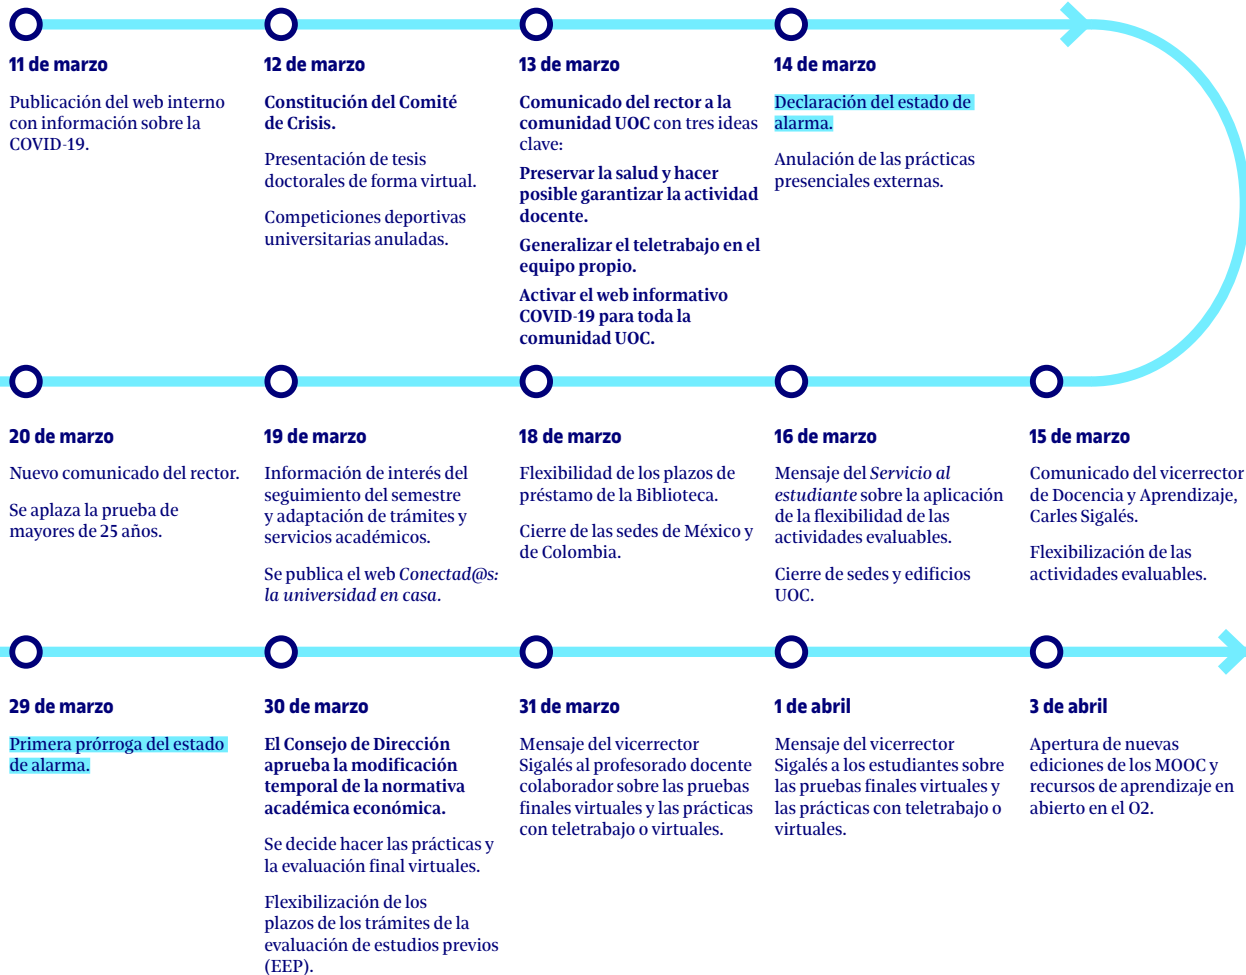 11 de marzo
Publicación del web interno
con información sobre la
COVID-19.
12 de marzo
Constitución del Comité
de Crisis.
Presentación de tesis
doctorales de forma virtual.
Competiciones deportivas
universitarias anuladas.
13 de marzo
Comunicado del rector a la
comunidad UOC con tres ideas
clave:
Preservar la salud y hacer
posible garantizar la actividad
docente.
Generalizar el teletrabajo en el
equipo propio.
Activar el web informativo
COVID-19 para toda la
comunidad UOC.
14 de marzo
Declaración del estado de
alarma.
Anulación de las prácticas
presenciales externas.
20 de marzo
Nuevo comunicado del rector.
Se aplaza la prueba de
mayores de 25 años.
19 de marzo
Información de interés del
seguimiento del semestre
y adaptación de trámites y
servicios académicos.
Se publica el web Conectad@s:
la universidad en casa.
18 de marzo
Flexibilidad de los plazos de
préstamo de la Biblioteca.
Cierre de las sedes de México y
de Colombia.
16 de marzo
Mensaje del Servicio al
estudiante sobre la aplicación
de la flexibilidad de las
actividades evaluables.
Cierre de sedes y edificios
UOC.
15 de marzo
Comunicado del vicerrector
de Docencia y Aprendizaje,
Carles Sigalés.
Flexibilización de las
actividades evaluables.
29 de marzo
Primera prórroga del estado
de alarma.
30 de marzo
El Consejo de Dirección
aprueba la modificación
temporal de la normativa
académica económica.
Se decide hacer las prácticas y
la evaluación final virtuales.
Flexibilización de los
plazos de los trámites de la
evaluación de estudios previos
(EEP).
31 de marzo
Mensaje del vicerrector
Sigalés al profesorado docente
colaborador sobre las pruebas
finales virtuales y las prácticas
con teletrabajo o virtuales.
1 de abril
Mensaje del vicerrector
Sigalés a los estudiantes sobre
las pruebas finales virtuales y
las prácticas con teletrabajo o
virtuales.
3 de abril
Apertura de nuevas
ediciones de los MOOC y
recursos de aprendizaje en
abierto en el O2.